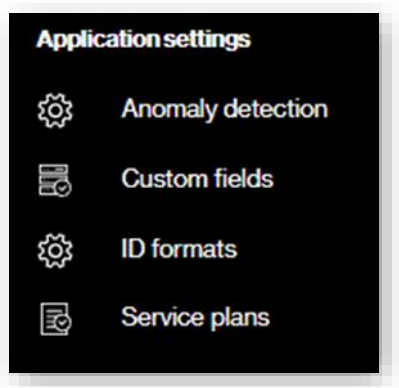 Application settings
Anomaly detection
Custom fields
ID formats
Service plans